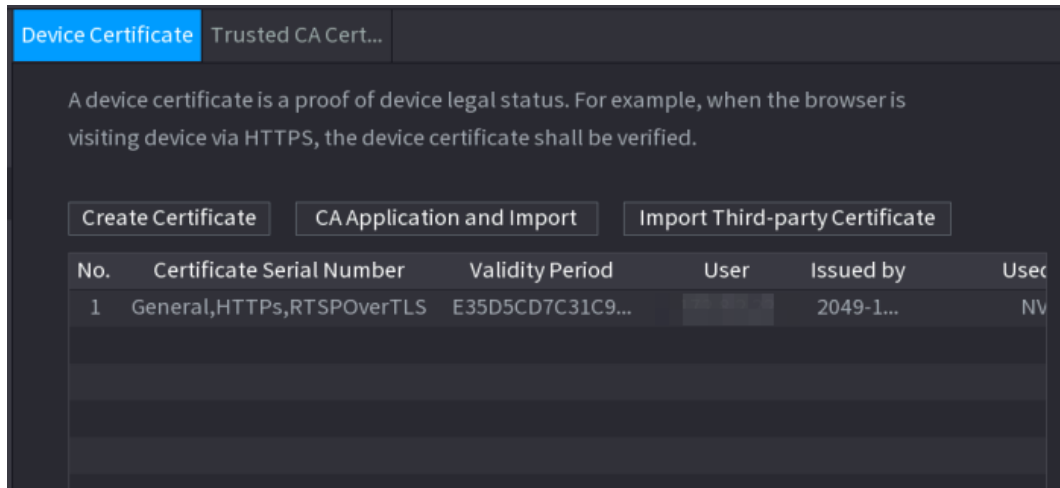 Device Certificate Trusted CA Cert...
A device certificate is a proof of device legal status. For example, when the browser is
visiting device via HTTPS, the device certificate shall be verified.
Create Certificate CA Application and Import Import Third-party Certificate
No. Certificate Serial Number Validity Period User Issued by Used
1 General,HTTPs,RTSPOverTLS E35D5CD7C31C9... 2049-1... NV